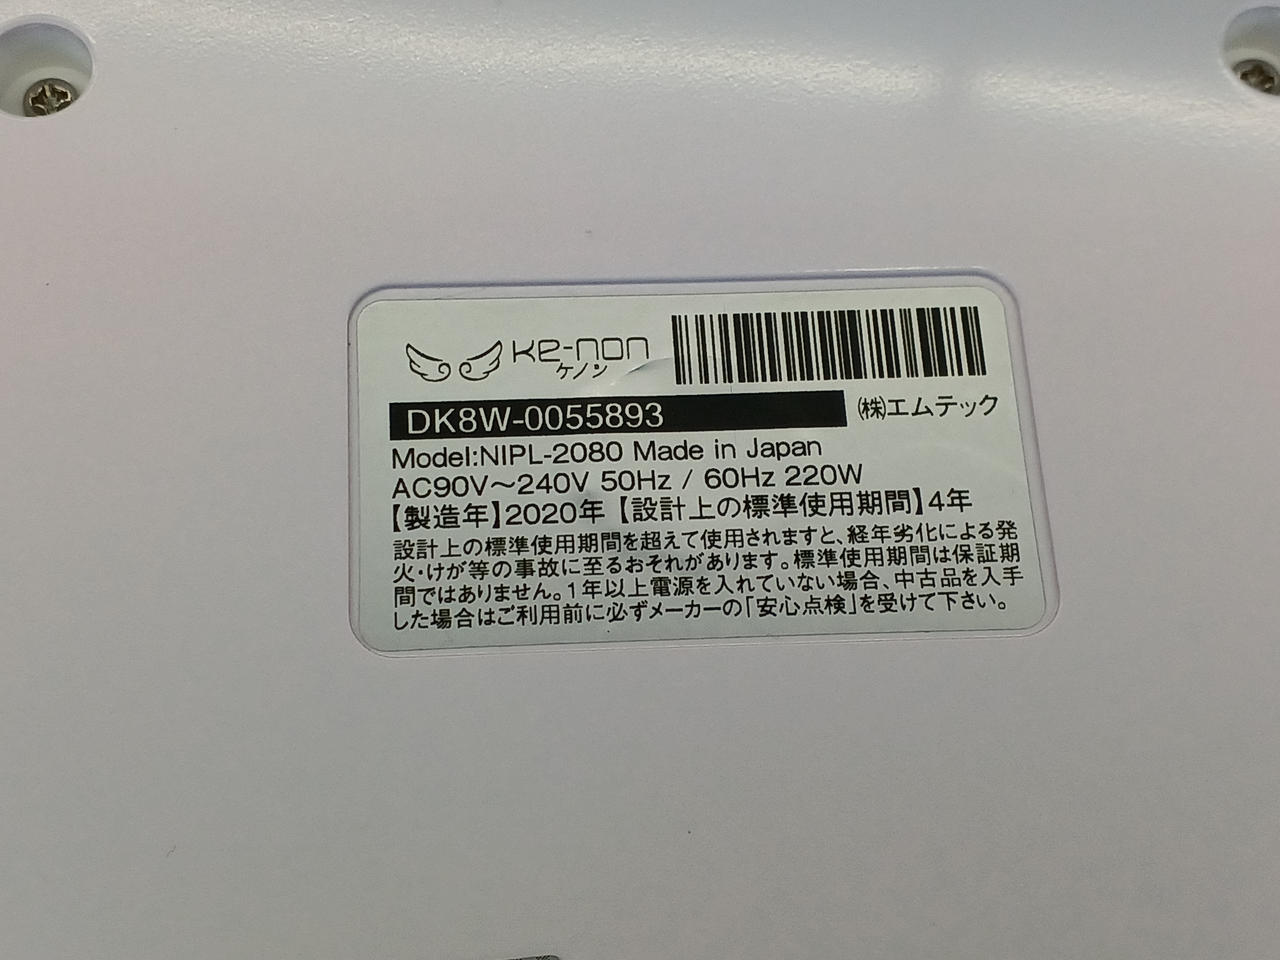 ke-non
ケノン
DK8W-0055893
㈱エムテック
Model:NIPL-2080 Made in Japan
AC90V～240V 50Hz / 60Hz 220W
【製造年】2020年【設計上の標準使用期間】4年
設計上の標準使用期間を超えて使用されますと、経年劣化による発
火・けが等の事故に至るおそれがあります。標準使用期間は保証期
間ではありません。1年以上電源を入れていない場合、中古品を入手
した場合はご利用前に必ずメーカーの「安心点検」を受けて下さい。